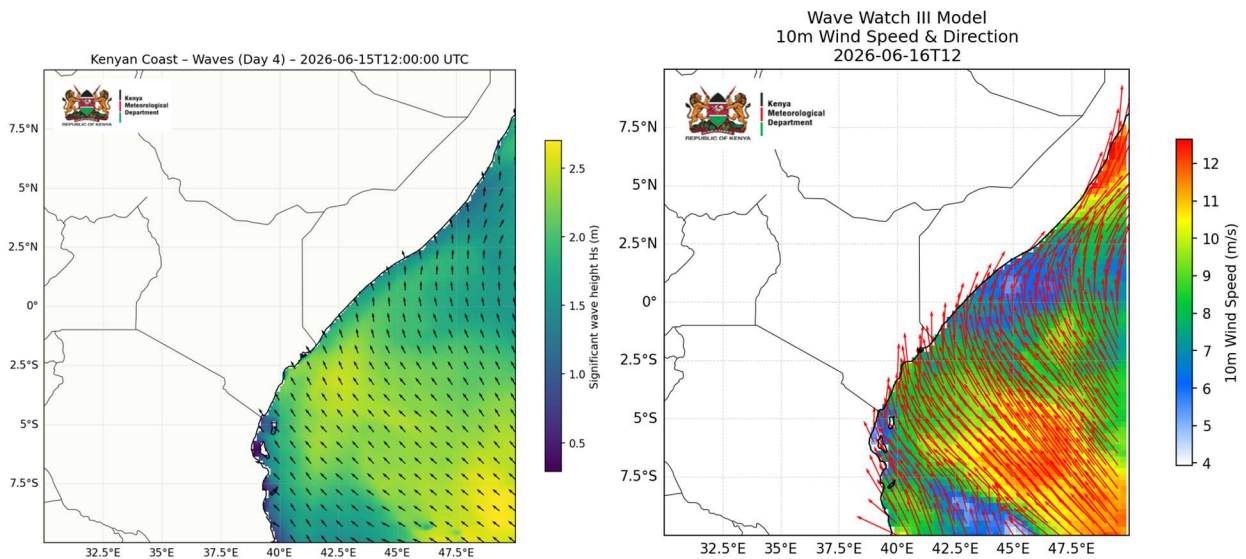 Kenyan Coast – Waves (Day 4) – 2026-06-15T12:00:00 UTC
Kenya
Meteorological
Department
REPUBLIC OF KENYA
7.5°N
5°N
2.5°N
0°
2.5°S
5°S
7.5°S
32.5°E 35°E 37.5°E 40°E 42.5°E 45°E 47.5°E
2.5
2.0
1.5
1.0
0.5
Significant wave height Hs (m)
Wave Watch III Model
10m Wind Speed & Direction
2026-06-16T12
Kenya
Meteorological
Department
REPUBLIC OF KENYA
7.5°N
5°N
2.5°N
0°
2.5°S
5°S
7.5°S
32.5°E 35°E 37.5°E 40°E 42.5°E 45°E 47.5°E
12
11
10
9
8
7
6
5
4
10m Wind Speed (m/s)